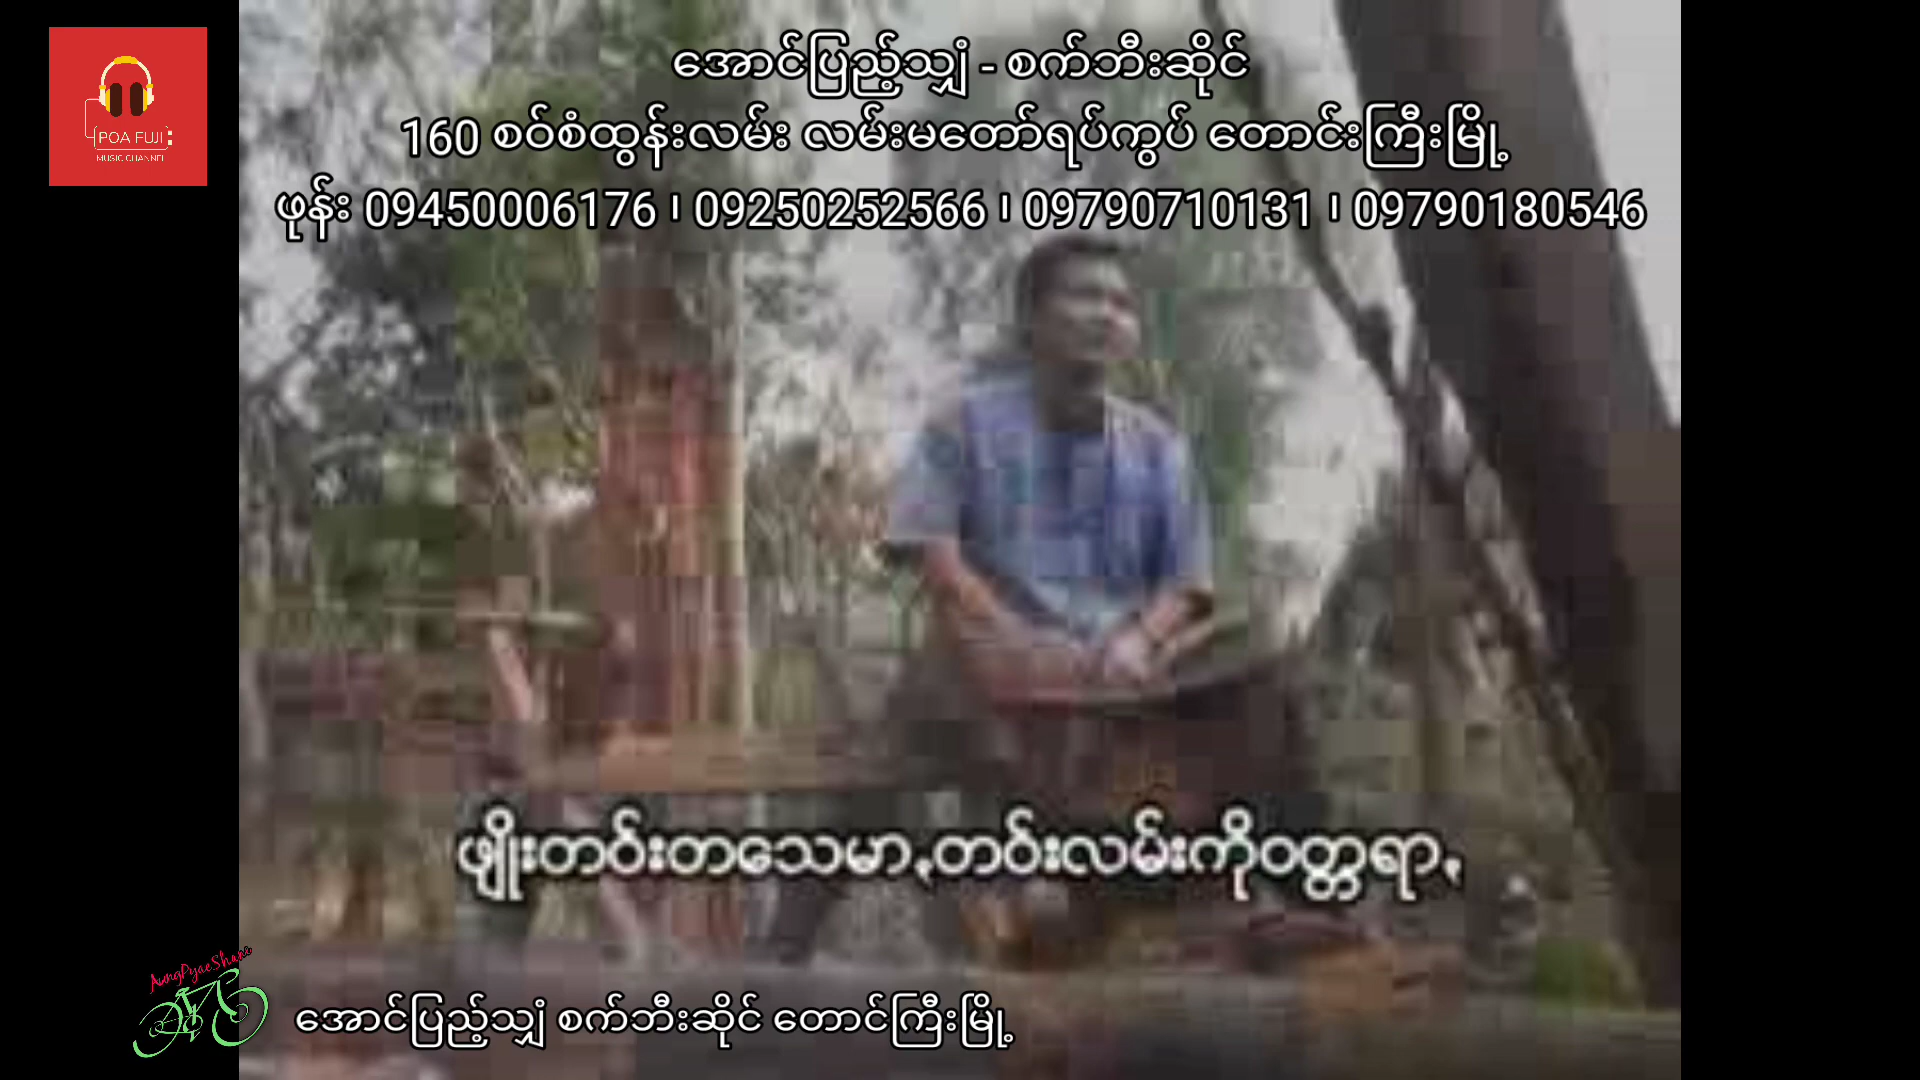 POA FUJI
MUSIC CHANNEL
အောင်ပြည့်သျှံ - စက်ဘီးဆိုင်
160 စဝ်စံထွန်းလမ်း လမ်းမတော်ရပ်ကွပ် တောင်းကြီးမြို့
ဖုန်း 09450006176 ၊ 09250252566 ၊ 09790710131 ၊ 09790180546
ဖျိုးတဝ်းတသေမာႇတဝ်းလမ်းကိုဝတ္တရာႇ
AungPyaeShan
အောင်ပြည့်သျှံ စက်ဘီးဆိုင် တောင်ကြီးမြို့